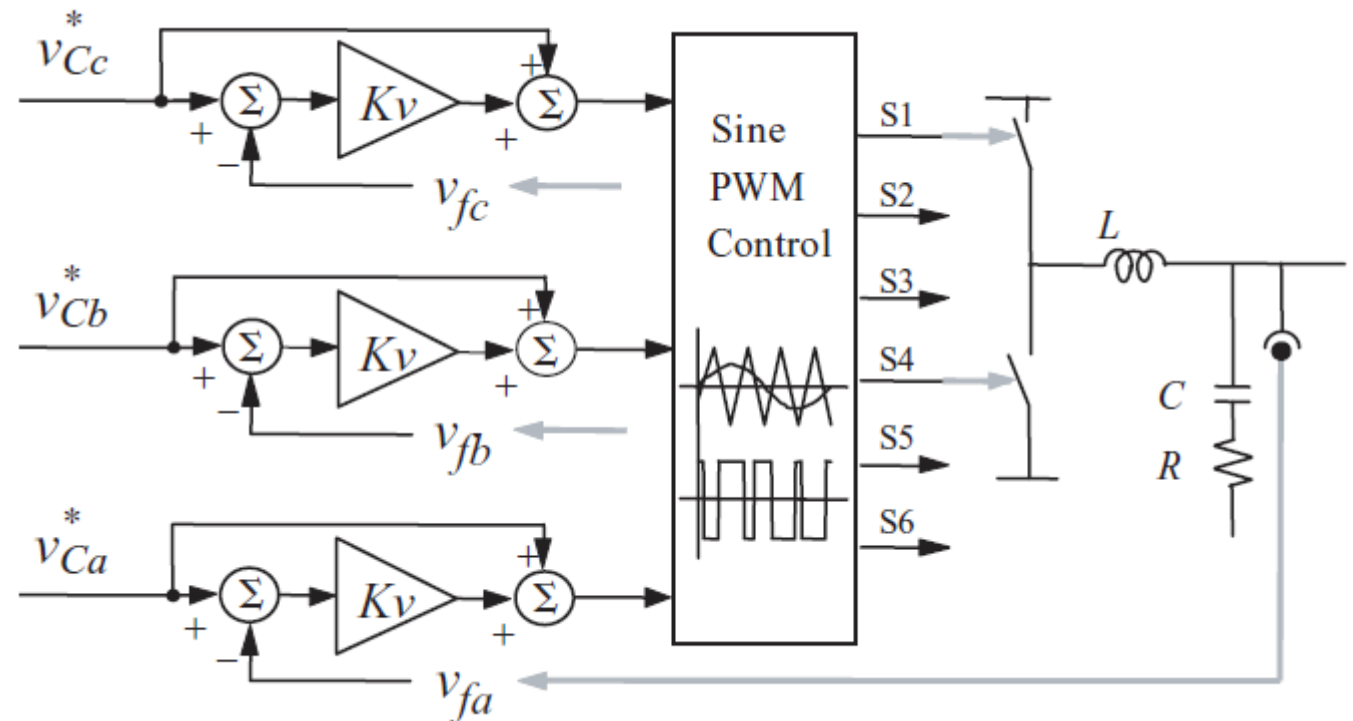 v*Cc
+
Σ
−
Kv
+
+
Σ
vfc
v*Cb
+
Σ
−
Kv
+
+
Σ
vfb
v*Ca
+
Σ
−
Kv
+
+
Σ
vfa
Sine
PWM
Control
S1
S2
S3
S4
S5
S6
L
C
R